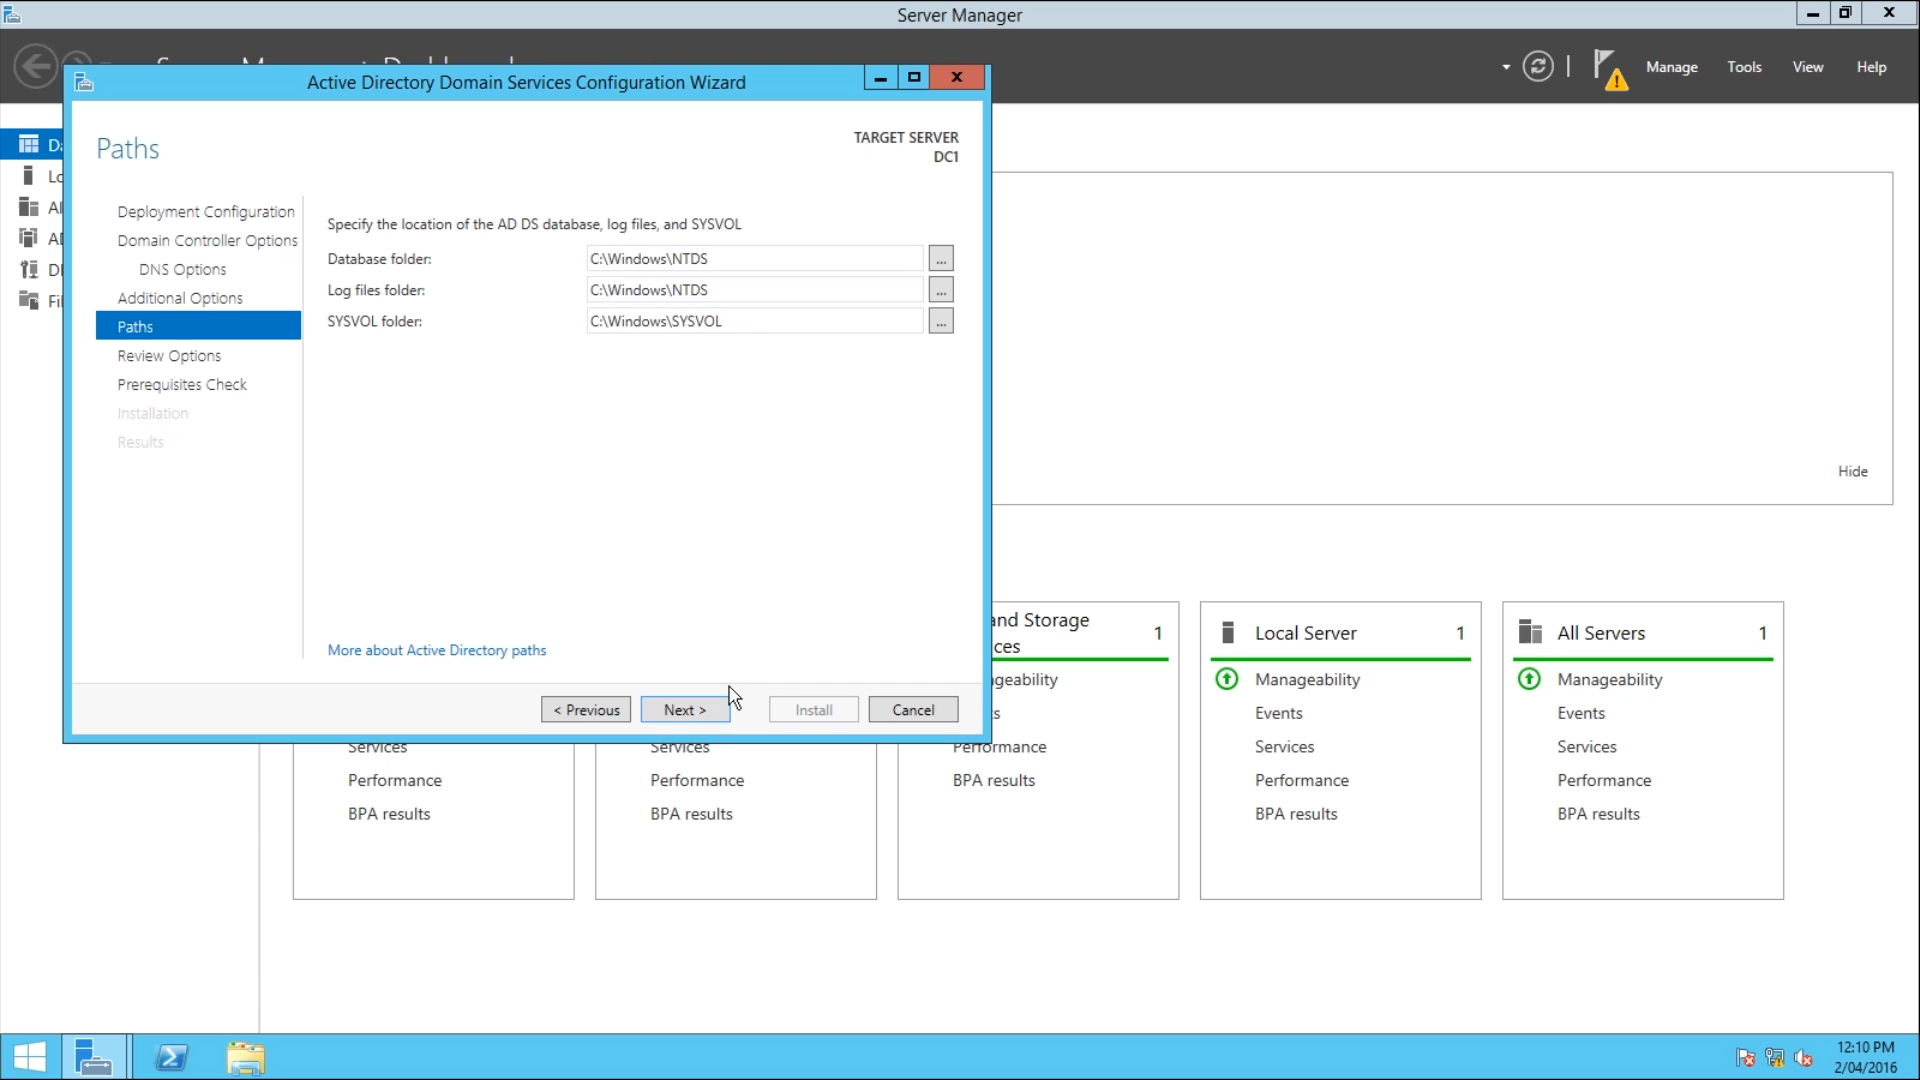 Server Manager
Manage
Tools
View
Help
Active Directory Domain Services Configuration Wizard
Paths
TARGET SERVER
DC1
Deployment Configuration
Domain Controller Options
DNS Options
Additional Options
Paths
Review Options
Prerequisites Check
Installation
Results
Specify the location of the AD DS database, log files, and SYSVOL
Database folder:
C:\Windows\NTDS
...
Log files folder:
C:\Windows\NTDS
...
SYSVOL folder:
C:\Windows\SYSVOL
...
More about Active Directory paths
< Previous
Next >
Install
Cancel
Hide
Services
Performance
BPA results
Services
Performance
BPA results
and Storage
1
Performance
BPA results
Local Server
1
Manageability
Events
Services
Performance
BPA results
All Servers
1
Manageability
Events
Services
Performance
BPA results
12:10 PM
2/04/2016